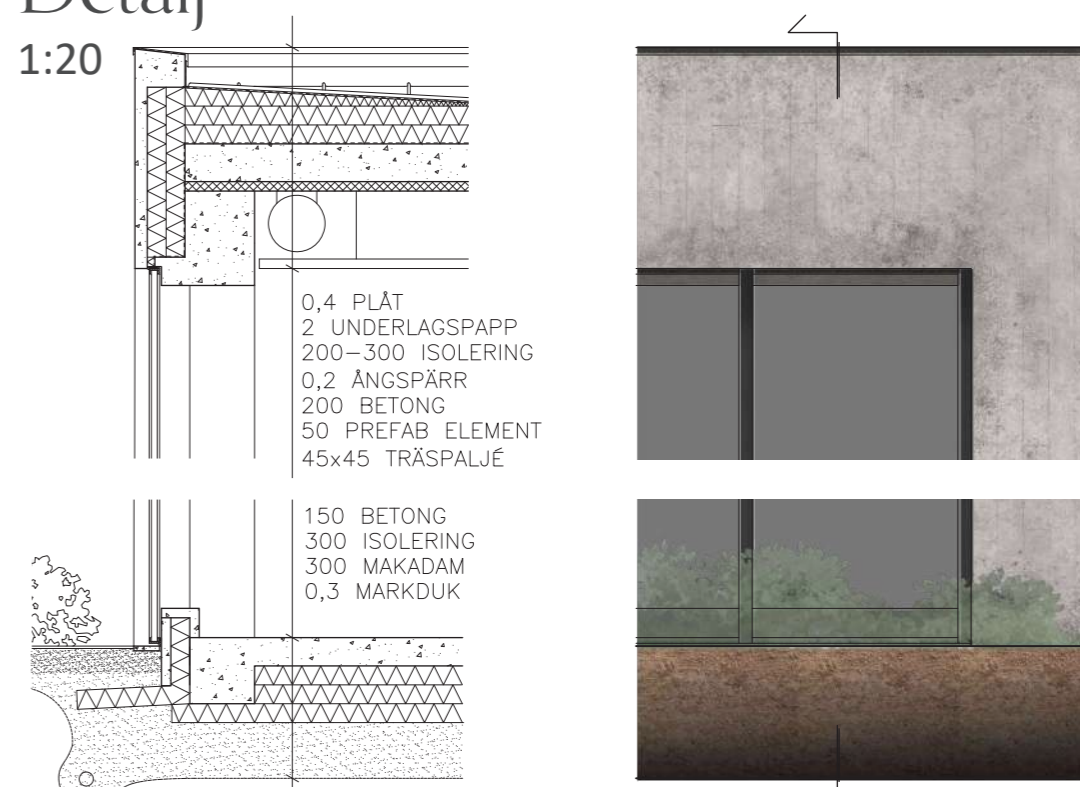 Detalj
1:20
0,4 PLÅT
2 UNDERLAGSPAPP
200-300 ISOLERING
0,2 ÅNGSPÄRR
200 BETONG
50 PREFAB ELEMENT
45x45 TRÄSPALJÉ
150 BETONG
300 ISOLERING
300 MAKADAM
0,3 MARKDUK